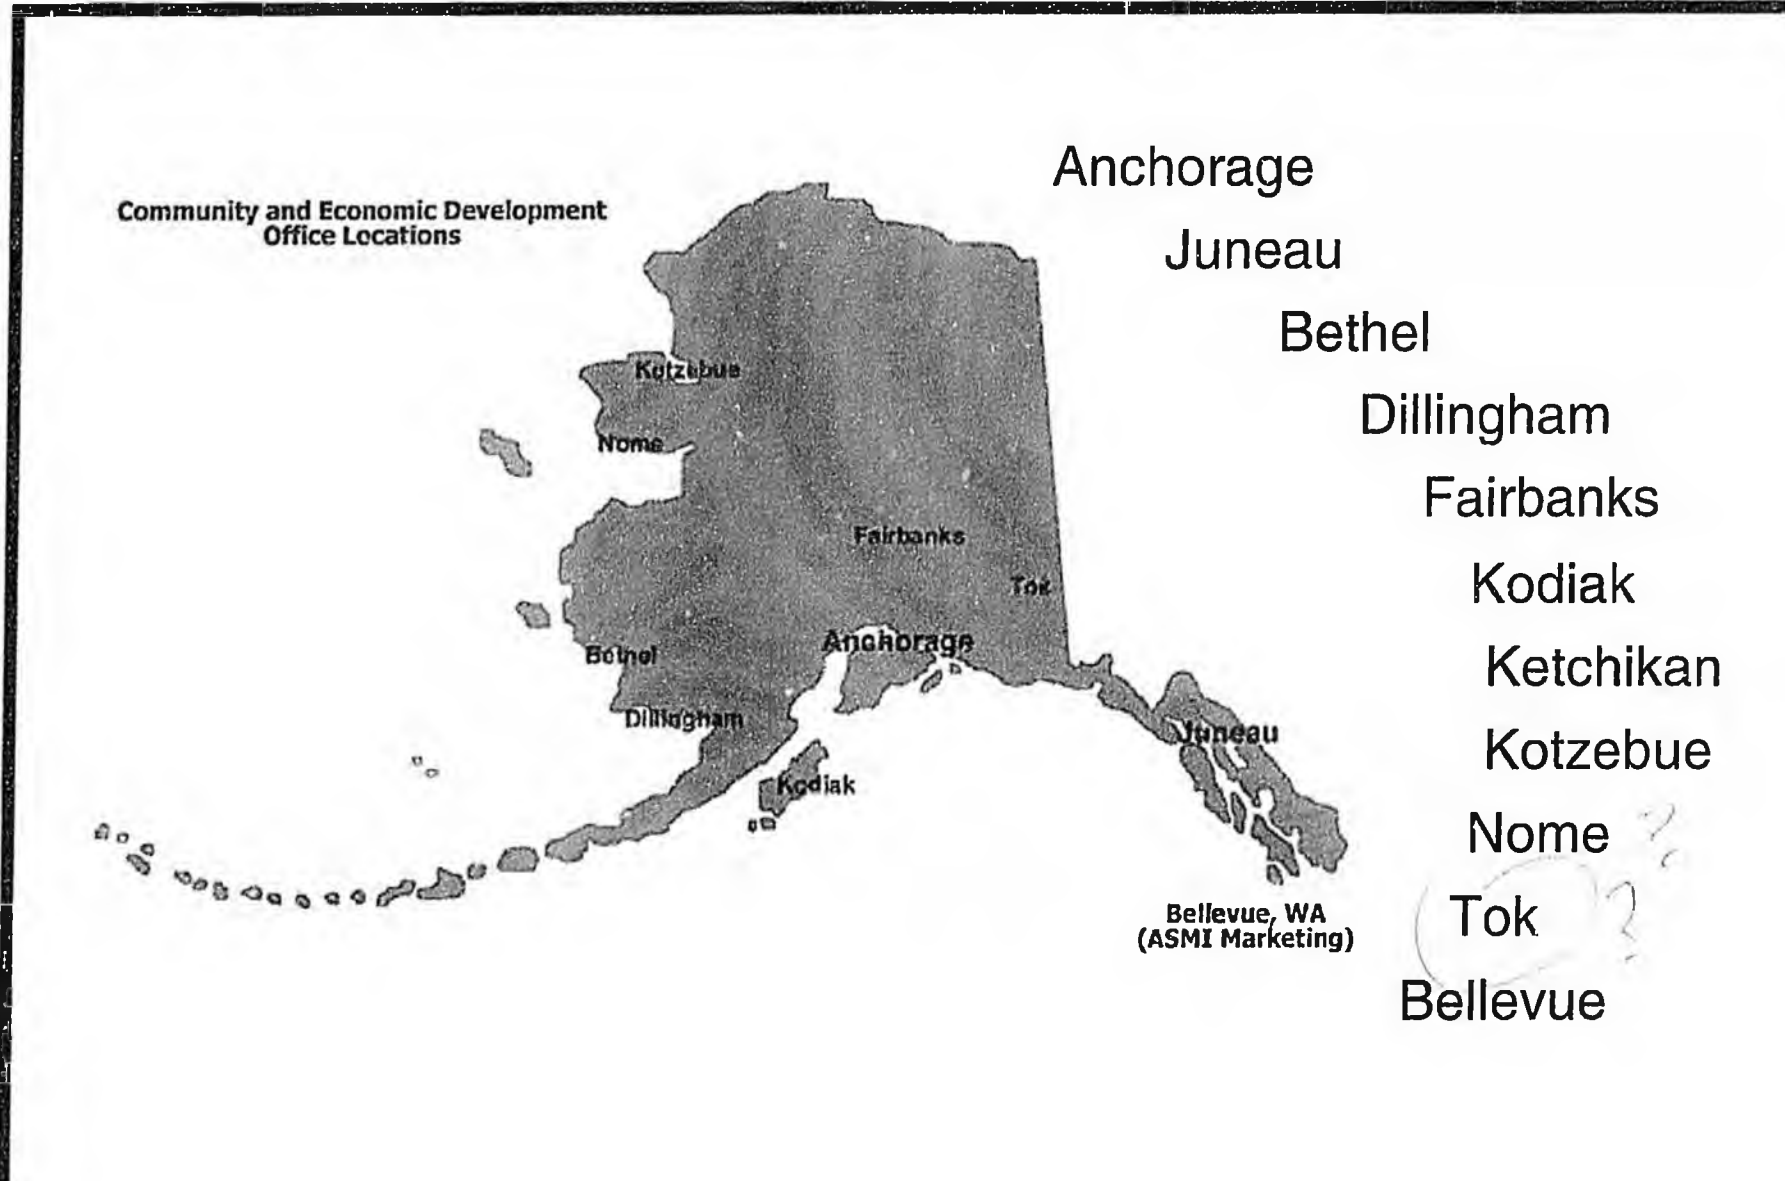 Community and Economic Development
Office Locations
Kotzebue
Nome
Fairbanks
Tok
Anchorage
Bethel
Dillingham
Juneau
Kodiak
Bellevue, WA
(ASMI Marketing)
Anchorage
Juneau
Bethel
Dillingham
Fairbanks
Kodiak
Ketchikan
Kotzebue
Nome ?
Tok ?
Bellevue